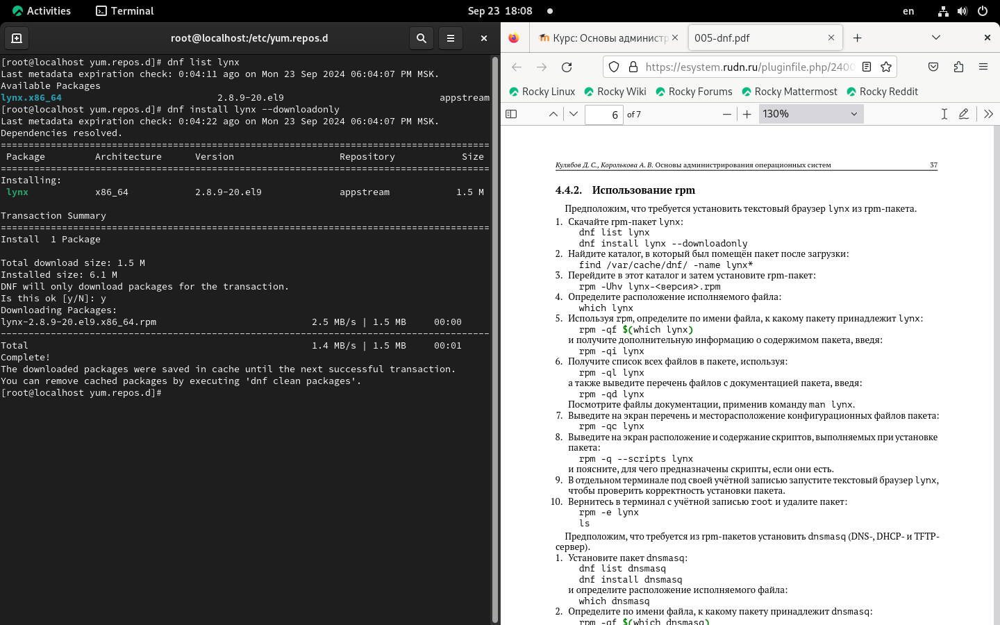 Activities
Terminal
Sep 23 18:08
en
root@localhost:/etc/yum.repos.d
[root@localhost yum.repos.d]# dnf list lynx
Last metadata expiration check: 0:04:11 ago on Mon 23 Sep 2024 06:04:07 PM MSK.
Available Packages
lynx.x86_64 2.8.9-20.el9 appstream
[root@localhost yum.repos.d]# dnf install lynx --downloadonly
Last metadata expiration check: 0:04:22 ago on Mon 23 Sep 2024 06:04:07 PM MSK.
Dependencies resolved.
Package Architecture Version Repository Size
Installing:
lynx x86_64 2.8.9-20.el9 appstream 1.5 M
Transaction Summary
Install 1 Package
Total download size: 1.5 M
Installed size: 6.1 M
DNF will only download packages for the transaction.
Is this ok [y/N]: y
Downloading Packages:
lynx-2.8.9-20.el9.x86_64.rpm 2.5 MB/s | 1.5 MB 00:00
Total 1.4 MB/s | 1.5 MB 00:01
Complete!
The downloaded packages were saved in cache until the next successful transaction.
You can remove cached packages by executing 'dnf clean packages'.
[root@localhost yum.repos.d]#
Курс: Основы администр
005-dnf.pdf
https://esystem.rudn.ru/pluginfile.php/2400
Rocky Linux
Rocky Wiki
Rocky Forums
Rocky Mattermost
Rocky Reddit
6 of 7
130%
Кулябов Д. С., Королькова А. В. Основы администрирования операционных систем 37
4.4.2. Использование rpm
Предположим, что требуется установить текстовый браузер lynx из rpm-пакета.
1. Скачайте rpm-пакет lynx:
dnf list lynx
dnf install lynx --downloadonly
2. Найдите каталог, в который был помещён пакет после загрузки:
find /var/cache/dnf/ -name lynx*
3. Перейдите в этот каталог и затем установите rpm-пакет:
rpm -Uhv lynx-<версия>.rpm
4. Определите расположение исполняемого файла:
which lynx
5. Используя rpm, определите по имени файла, к какому пакету принадлежит lynx:
rpm -qf $(which lynx)
и получите дополнительную информацию о содержимом пакета, введя:
rpm -qi lynx
6. Получите список всех файлов в пакете, используя:
rpm -ql lynx
а также выведите перечень файлов с документацией пакета, введя:
rpm -qd lynx
Посмотрите файлы документации, применив команду man lynx.
7. Выведите на экран перечень и месторасположение конфигурационных файлов пакета:
rpm -qc lynx
8. Выведите на экран расположение и содержание скриптов, выполняемых при установке
пакета:
rpm -q --scripts lynx
и поясните, для чего предназначены скрипты, если они есть.
9. В отдельном терминале под своей учётной записью запустите текстовый браузер lynx,
чтобы проверить корректность установки пакета.
10. Вернитесь в терминал с учётной записью root и удалите пакет:
rpm -e lynx
ls
Предположим, что требуется из rpm-пакетов установить dnsmasq (DNS-, DHCP- и TFTP-
сервер).
1. Установите пакет dnsmasq:
dnf list dnsmasq
dnf install dnsmasq
и определите расположение исполняемого файла:
which dnsmasq
2. Определите по имени файла, к какому пакету принадлежит dnsmasq:
rpm -qf $(which dnsmasq)